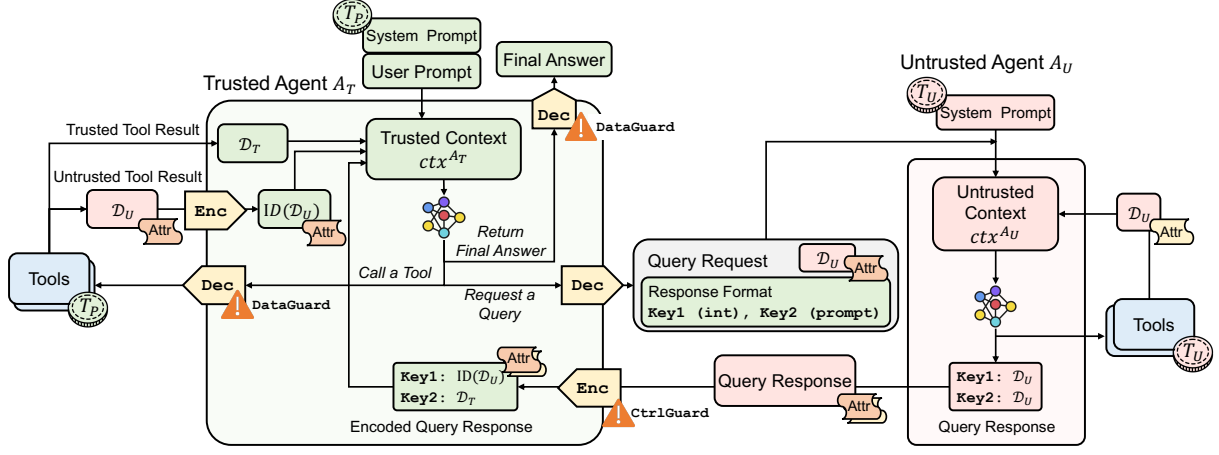 T_P
System Prompt
User Prompt
Final Answer
Trusted Agent A_T
Dec
DataGuard
Trusted Tool Result
𝒟_T
Trusted Context
ctx^{A_T}
Untrusted Tool Result
𝒟_U
Attr
Enc
ID(𝒟_U)
Attr
Return
Final Answer
Call a Tool
Request a
Query
Tools
T_P
Dec
DataGuard
Dec
Query Request
𝒟_U
Attr
Response Format
Key1 (int), Key2 (prompt)
Attr
Key1: ID(𝒟_U)
Key2: 𝒟_T
Encoded Query Response
Enc
CtrlGuard
Query Response
Attr
Untrusted Agent A_U
T_U
System Prompt
Untrusted
Context
ctx^{A_U}
𝒟_U
Attr
Tools
T_U
Key1: 𝒟_U
Key2: 𝒟_U
Query Response